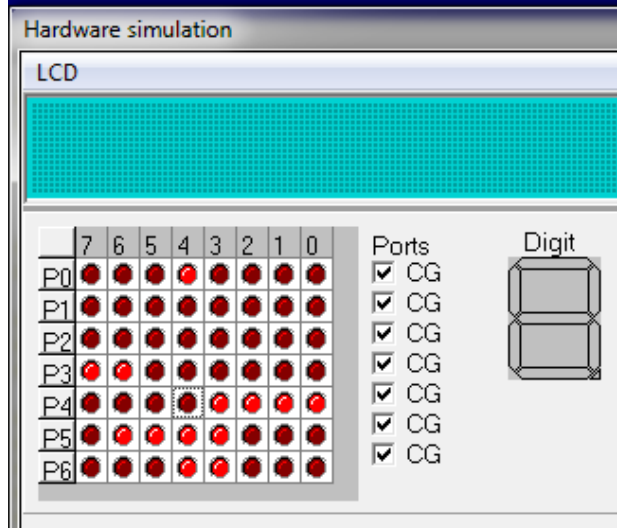 Hardware simulation
LCD
7 6 5 4 3 2 1 0
Ports
Digit
P0
CG
P1
CG
P2
CG
P3
CG
P4
CG
P5
CG
P6
CG